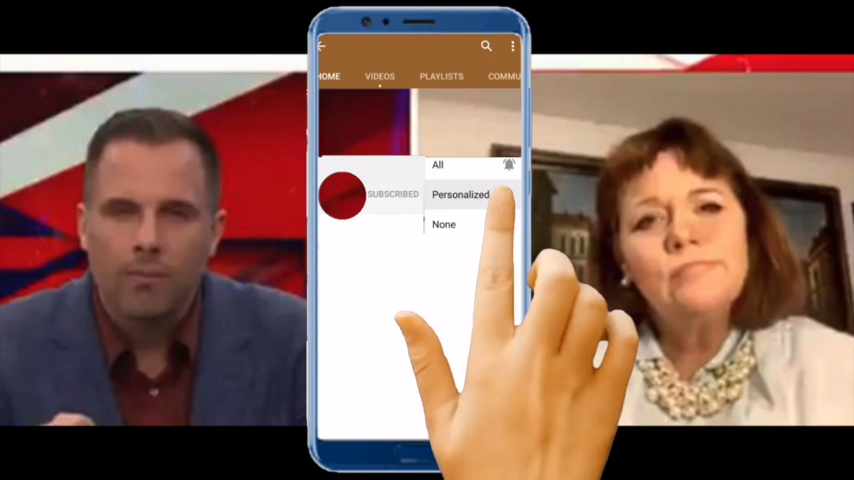 HOME VIDEOS PLAYLISTS COMMU
All
SUBSCRIBED
Personalized
None